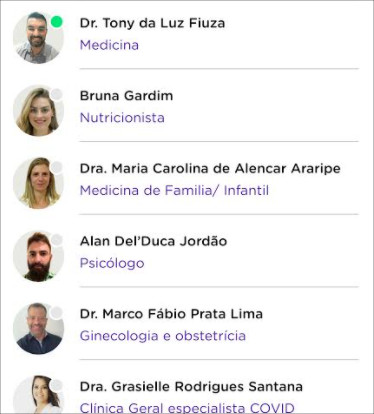 Dr. Tony da Luz Fiuza
Medicina
Bruna Gardim
Nutricionista
Dra. Maria Carolina de Alencar Araripe
Medicina de Familia/ Infantil
Alan Del'Duca Jordão
Psicólogo
Dr. Marco Fábio Prata Lima
Ginecologia e obstetrícia
Dra. Grasielle Rodrigues Santana
Clínica Geral especialista COVID